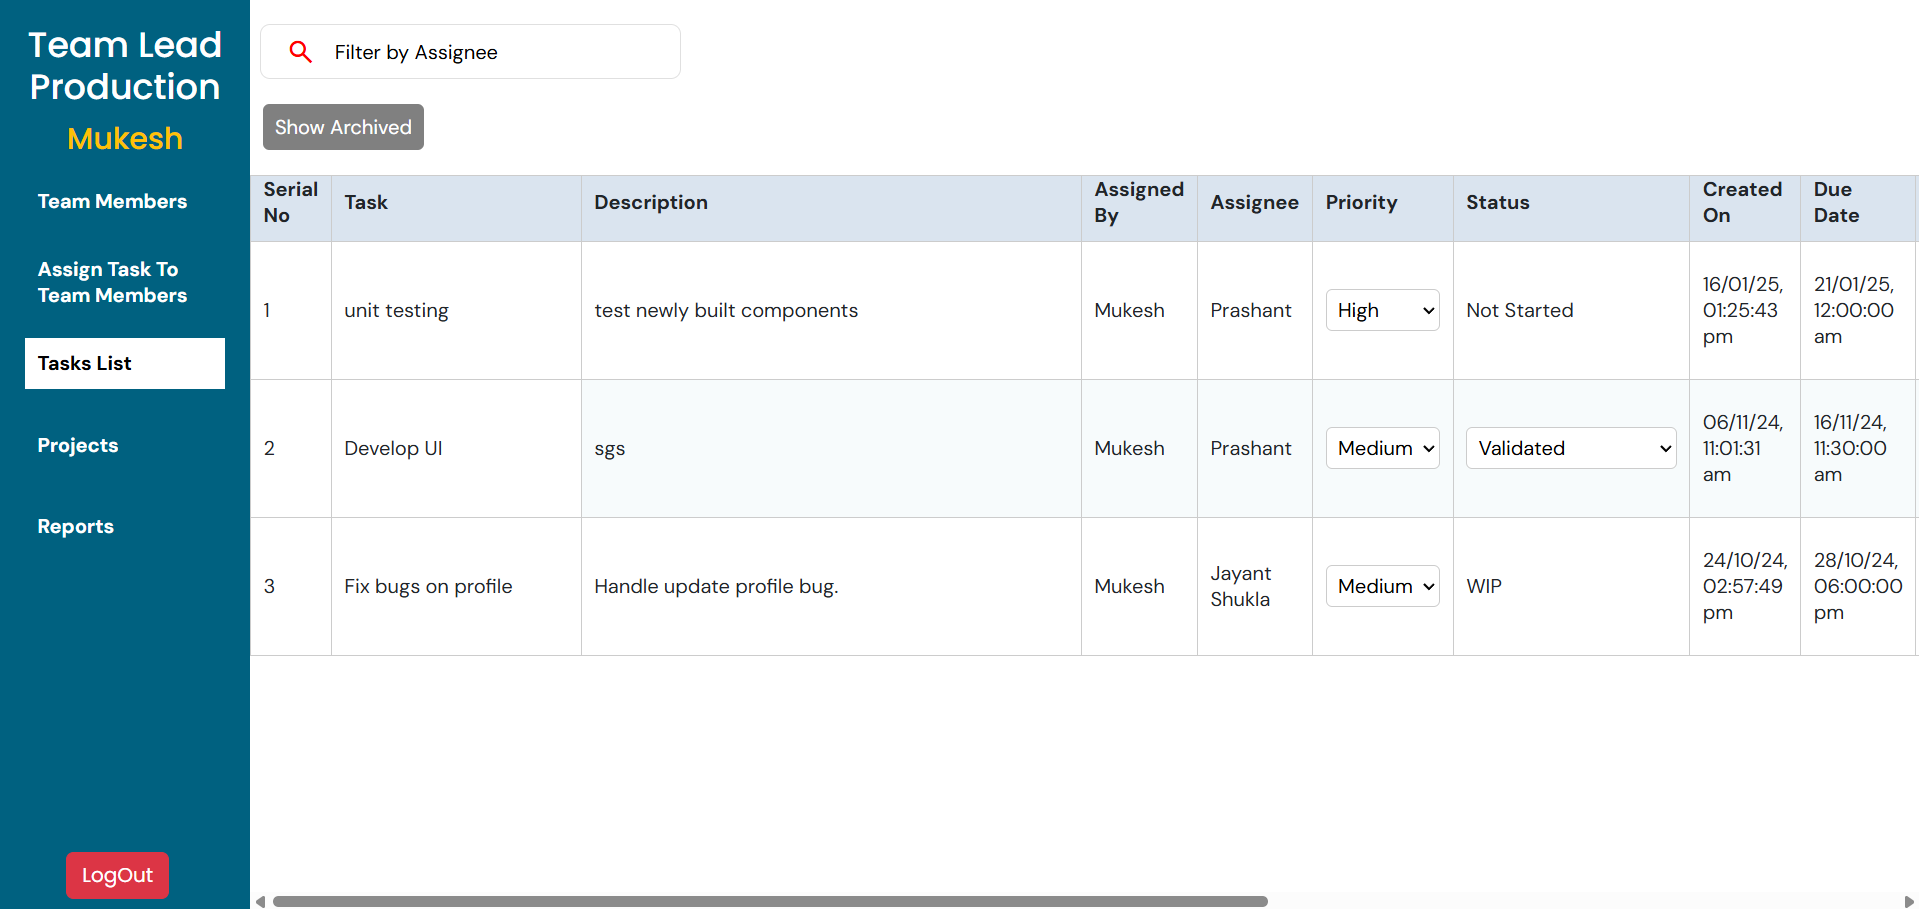 Team Lead
Production
Mukesh
Team Members
Assign Task To
Team Members
Tasks List
Projects
Reports
LogOut
Filter by Assignee
Show Archived
Serial No Task Description Assigned By Assignee Priority Status Created On Due Date
1 unit testing test newly built components Mukesh Prashant High Not Started 16/01/25, 01:25:43 pm 21/01/25, 12:00:00 am
2 Develop UI sgs Mukesh Prashant Medium Validated 06/11/24, 11:01:31 am 16/11/24, 11:30:00 am
3 Fix bugs on profile Handle update profile bug. Mukesh Jayant Shukla Medium WIP 24/10/24, 02:57:49 pm 28/10/24, 06:00:00 pm